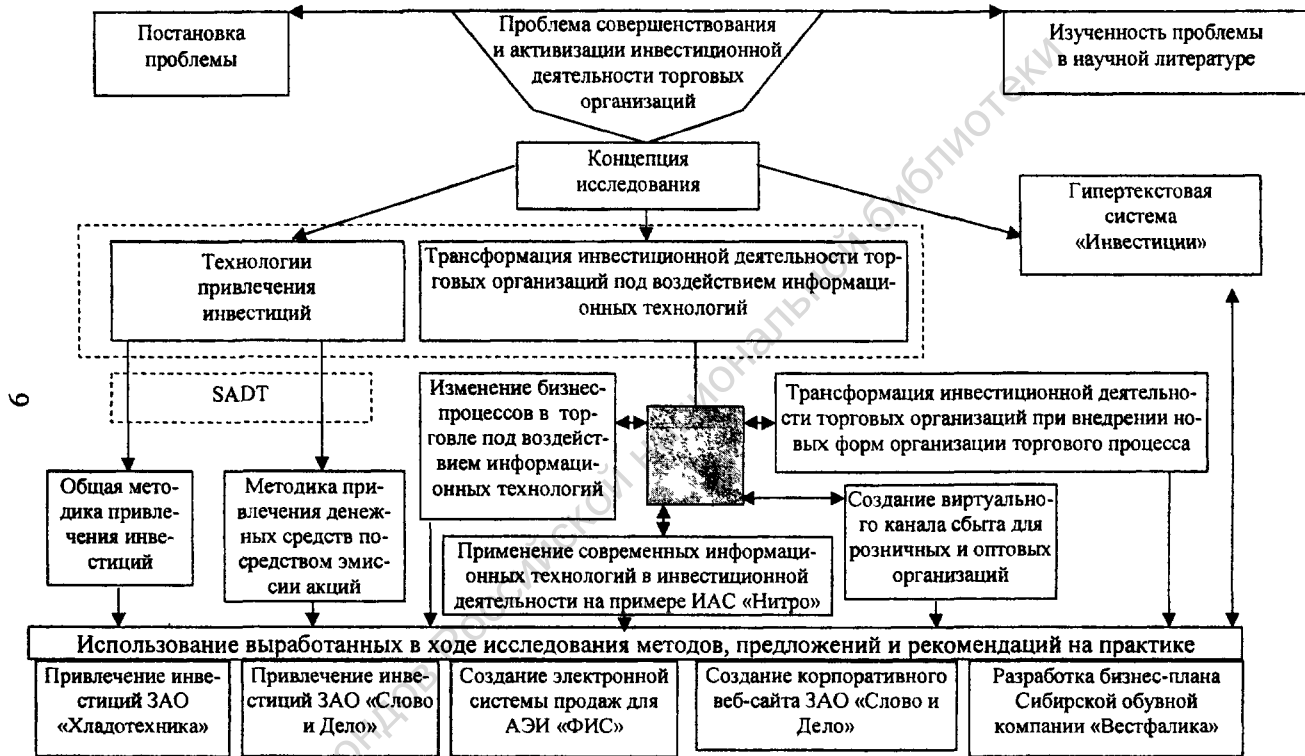 Постановка
проблемы
Проблема совершенствования
и активизации инвестиционной
деятельности торговых
организаций
Изученность проблемы
в научной литературе
Концепция
исследования
Гипертекстовая
система
«Инвестиции»
Технологии
привлечения
инвестиций
Трансформация инвестиционной деятельности тор-
говых организаций под воздействием информаци-
онных технологий
SADT
Изменение бизнес-
процессов в тор-
говле под воздейст-
вием информаци-
онных технологий
Трансформация инвестиционной деятельно-
сти торговых организаций при внедрении но-
вых форм организации торгового процесса
Общая мето-
дика привле-
чения инве-
стиций
Методика при-
влечения денеж-
ных средств по-
средством эмис-
сии акций
Создание виртуально-
го канала сбыта для
розничных и оптовых
организаций
Применение современных информаци-
онных технологий в инвестиционной
деятельности на примере ИАС «Нитро»
Использование выработанных в ходе исследования методов, предложений и рекомендаций на практике
Привлечение инве-
стиций ЗАО
«Хладотехника»
Привлечение инве-
стиций ЗАО «Слово
и Дело»
Создание электронной
системы продаж для
АЭИ «ФИС»
Создание корпоративного
веб-сайта ЗАО «Слово и
Дело»
Разработка бизнес-плана
Сибирской обувной
компании «Вестфалика»
6
ондов Российской национальной библиотеки